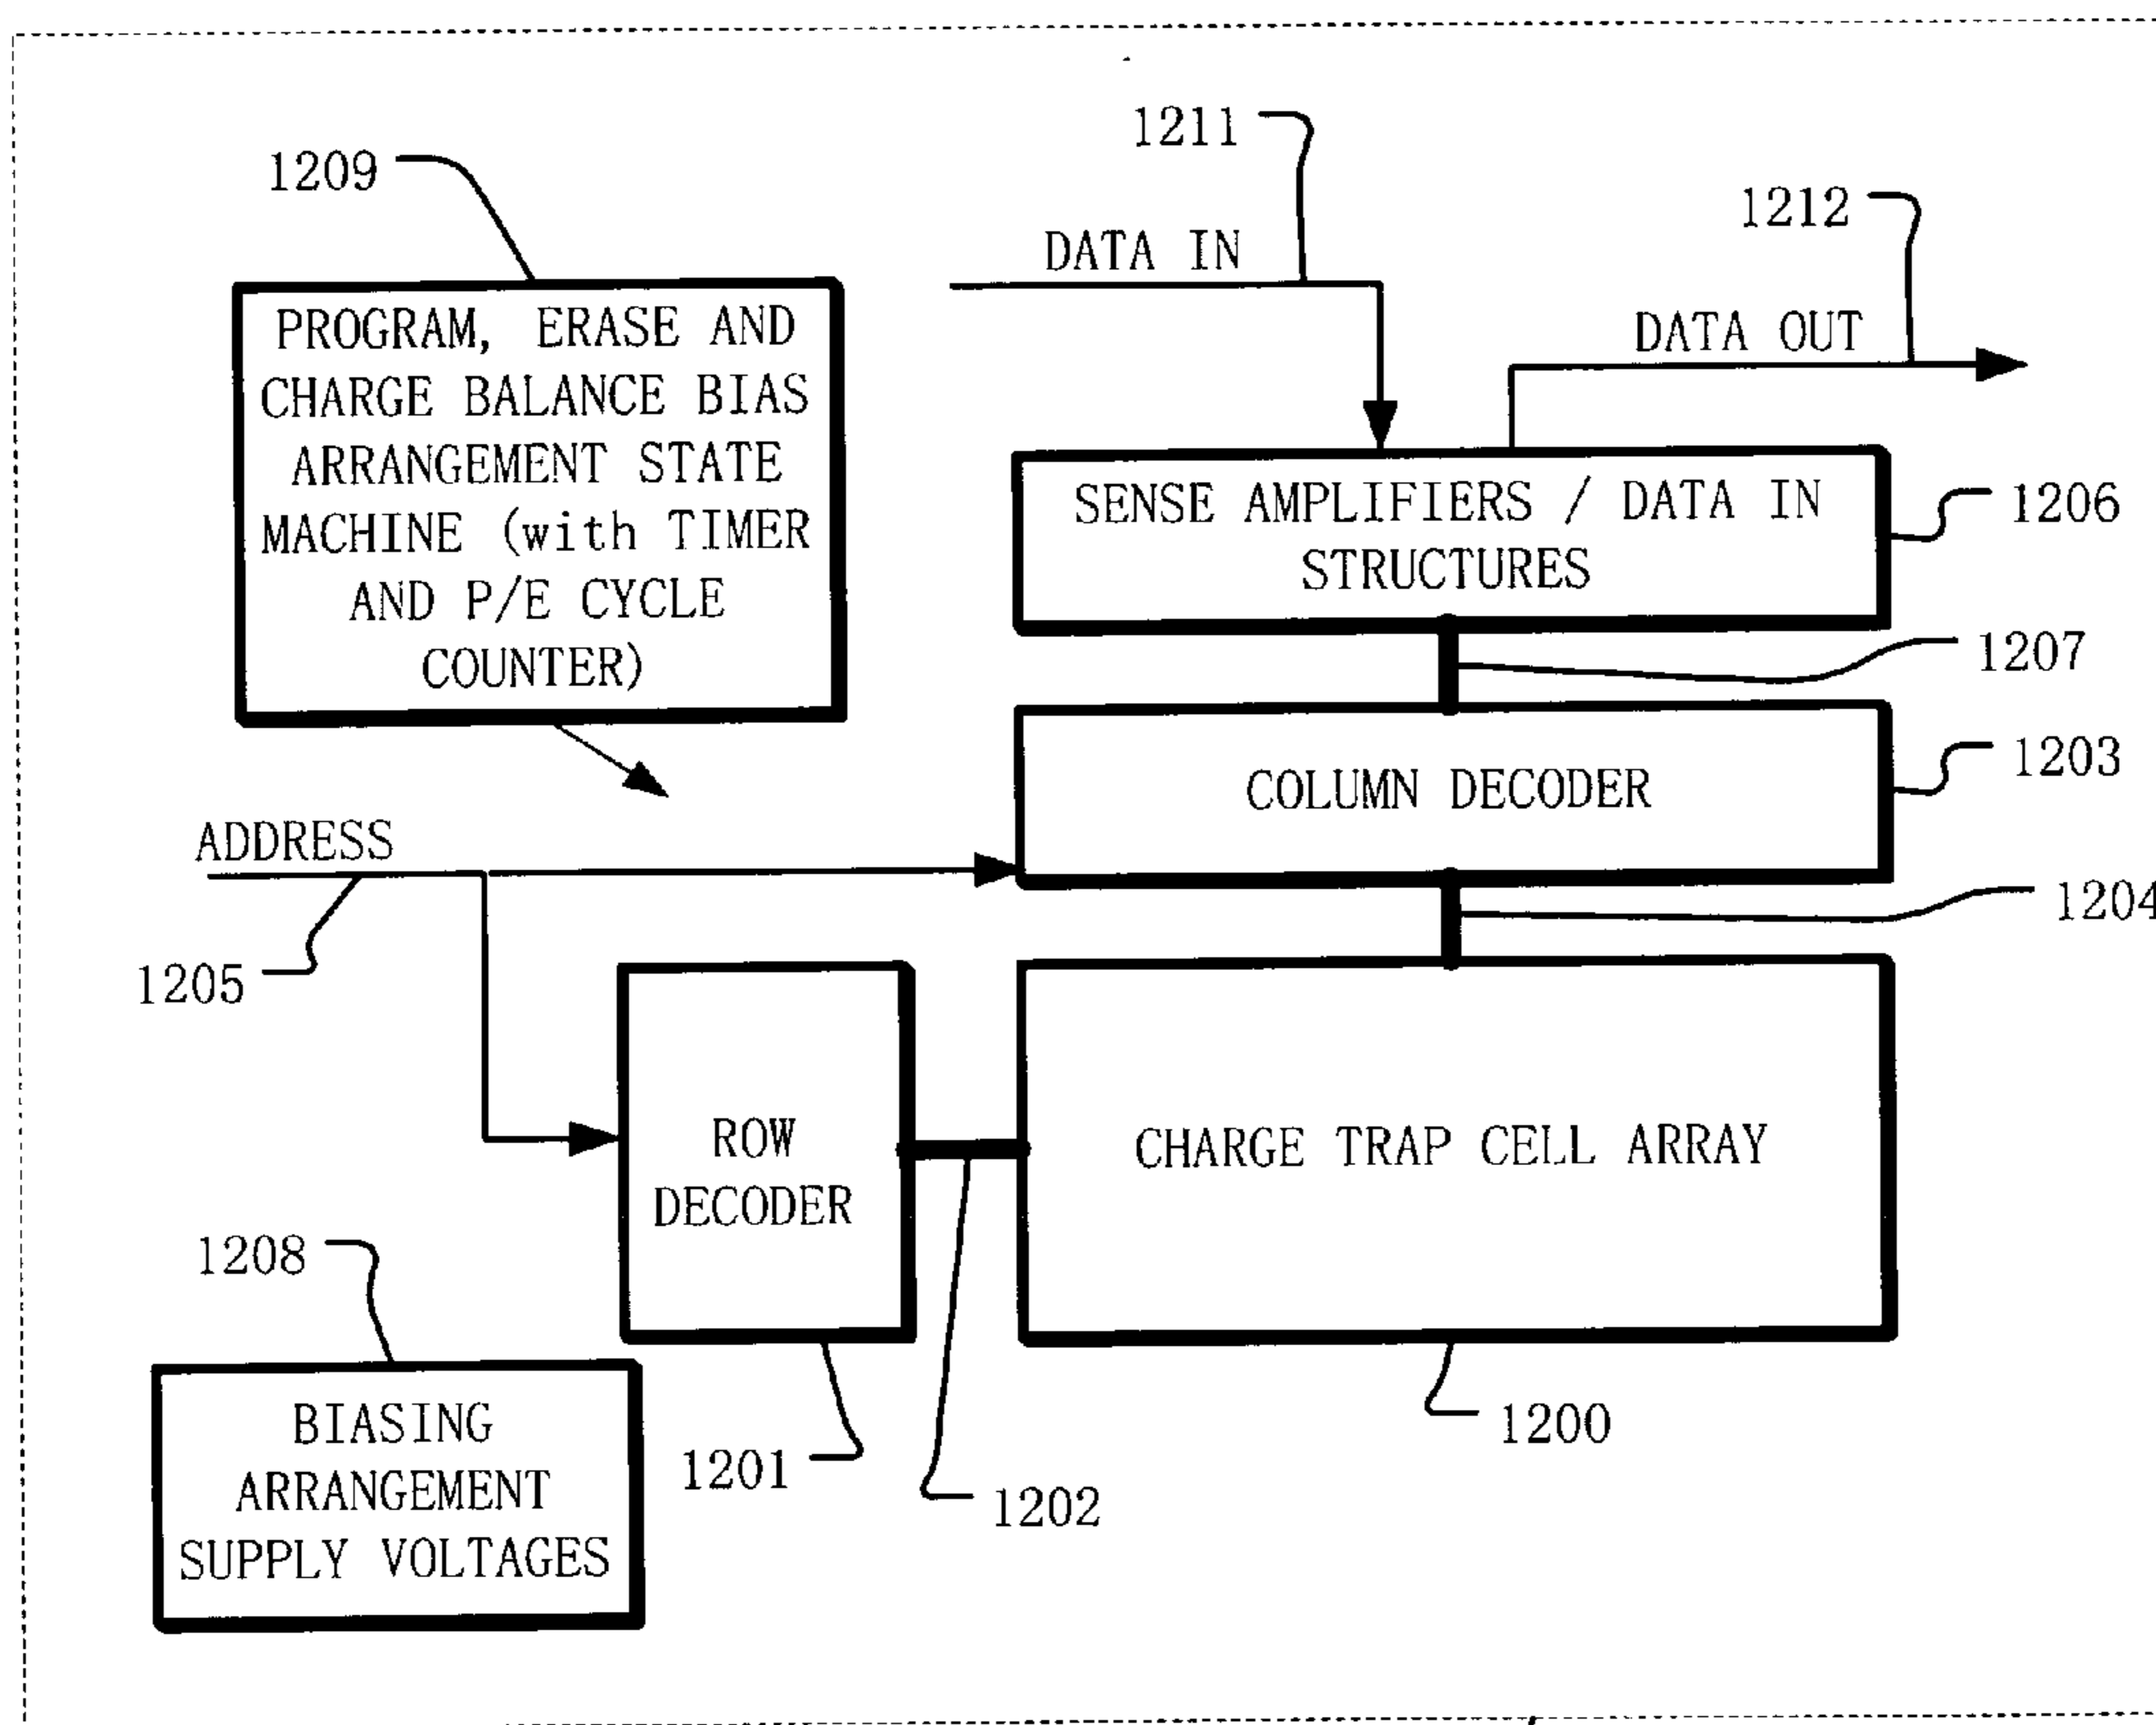 1211
1209
1212
DATA IN
DATA OUT
PROGRAM, ERASE AND
CHARGE BALANCE BIAS
ARRANGEMENT STATE
MACHINE (with TIMER
AND P/E CYCLE
COUNTER)
SENSE AMPLIFIERS / DATA IN
STRUCTURES
1206
1207
COLUMN DECODER
1203
ADDRESS
1204
1205
ROW
DECODER
CHARGE TRAP CELL ARRAY
1208
1200
1201
1202
BIASING
ARRANGEMENT
SUPPLY VOLTAGES